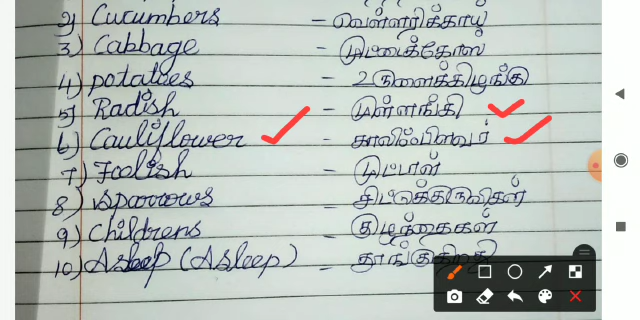 2) Cucumbers - வெள்ளரிக்காய்
3) Cabbage - முட்டைக்கோஸ்
4) potatoes - உருளைக்கிழங்கு
5) Radish - முள்ளங்கி
6) Cauliflower - காலிஃப்ளவர்
7) Foolish - முட்டாள்
8) Sparrows - சிட்டுக்குருவிகள்
9) Childrens - குழந்தைகள்
10) Asleep (Asleep) -